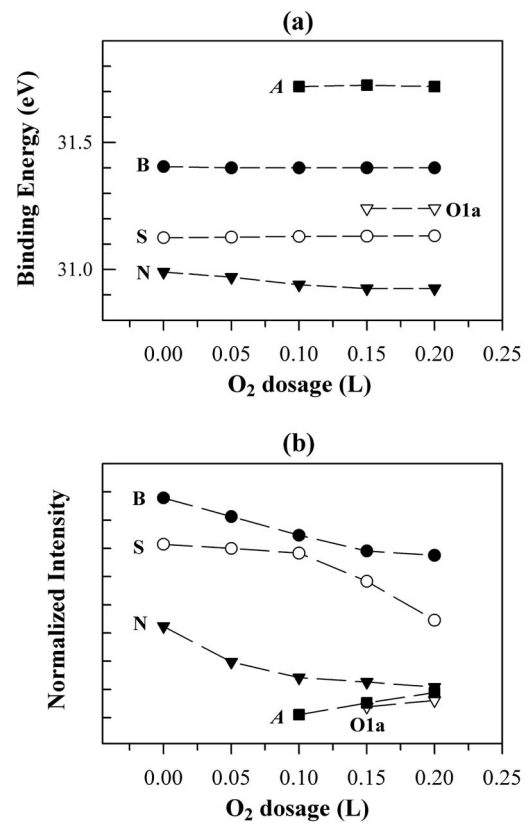 (a)
Binding Energy (eV)
31.5
31.0
A
B
O1a
S
N
0.00 0.05 0.10 0.15 0.20 0.25
O₂ dosage (L)
(b)
Normalized Intensity
B
S
N
A
O1a
0.00 0.05 0.10 0.15 0.20 0.25
O₂ dosage (L)